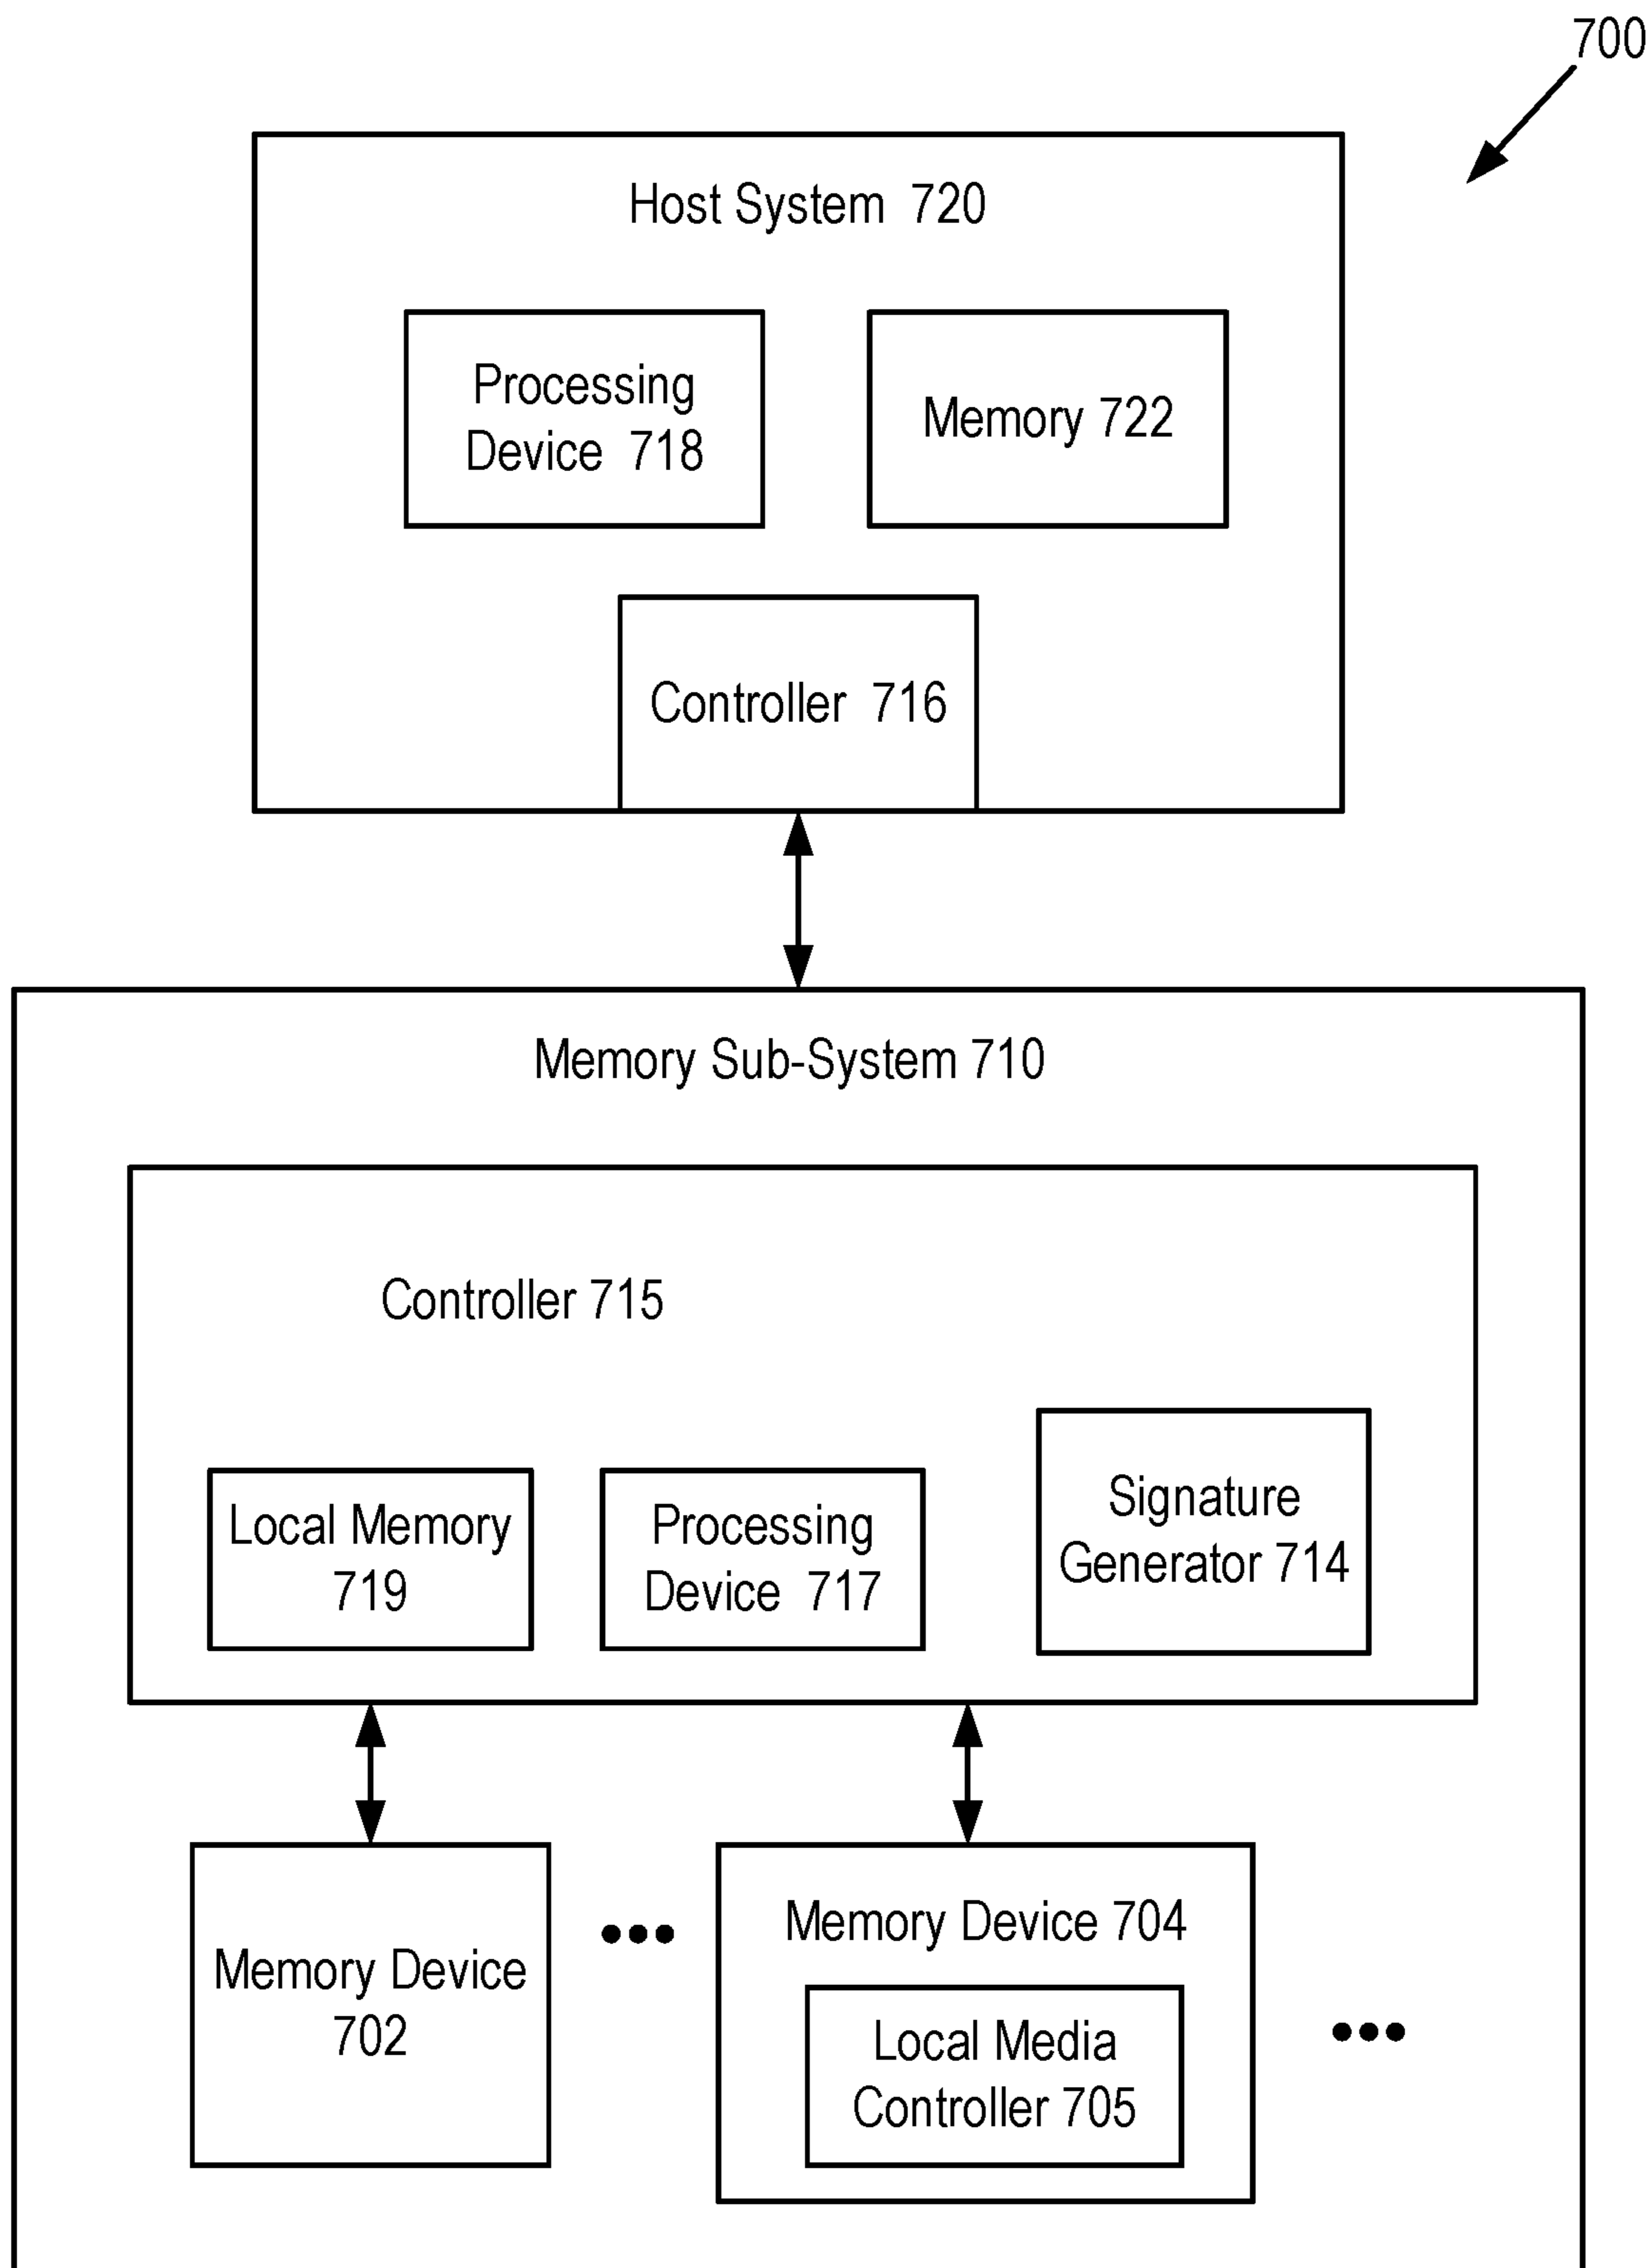 700
Host System 720
Processing
Device 718
Memory 722
Controller 716
Memory Sub-System 710
Controller 715
Local Memory
719
Processing
Device 717
Signature
Generator 714
Memory Device
702
Memory Device 704
Local Media
Controller 705